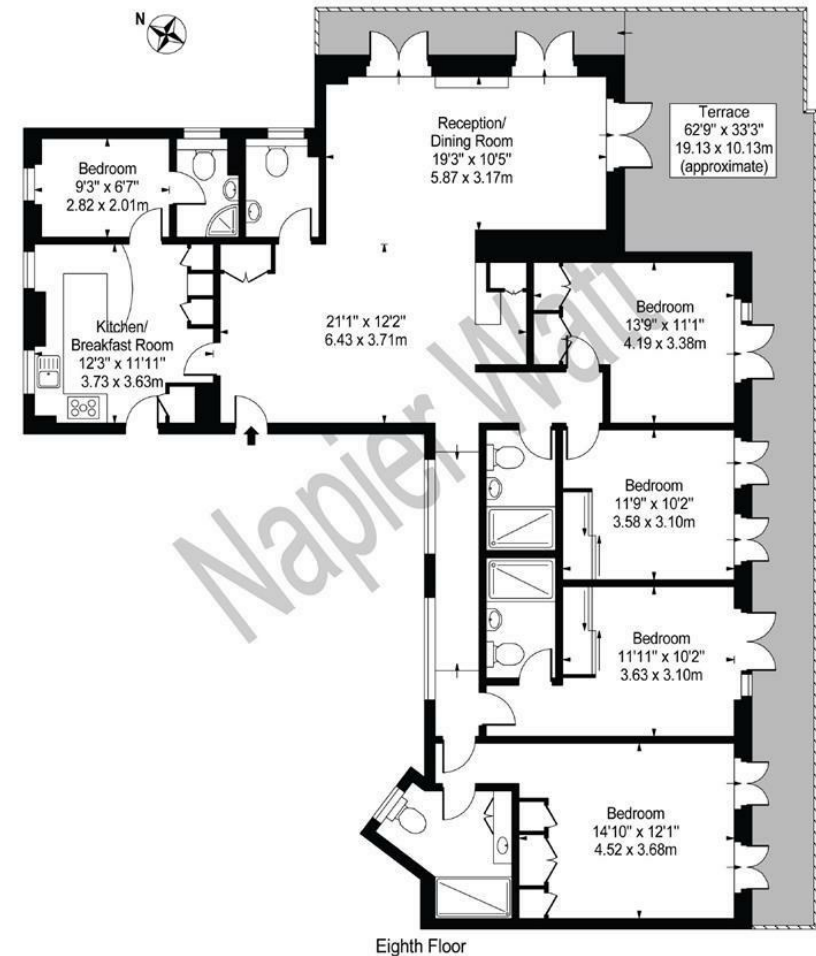 N
Reception/
Dining Room
19'3" x 10'5"
5.87 x 3.17m
Terrace
62'9" x 33'3"
19.13 x 10.13m
(approximate)
Bedroom
9'3" x 6'7"
2.82 x 2.01m
Kitchen/
Breakfast Room
12'3" x 11'11"
3.73 x 3.63m
21'1" x 12'2"
6.43 x 3.71m
Bedroom
13'9" x 11'1"
4.19 x 3.38m
Bedroom
11'9" x 10'2"
3.58 x 3.10m
Bedroom
11'11" x 10'2"
3.63 x 3.10m
Bedroom
14'10" x 12'1"
4.52 x 3.68m
Napier Watt
Eighth Floor